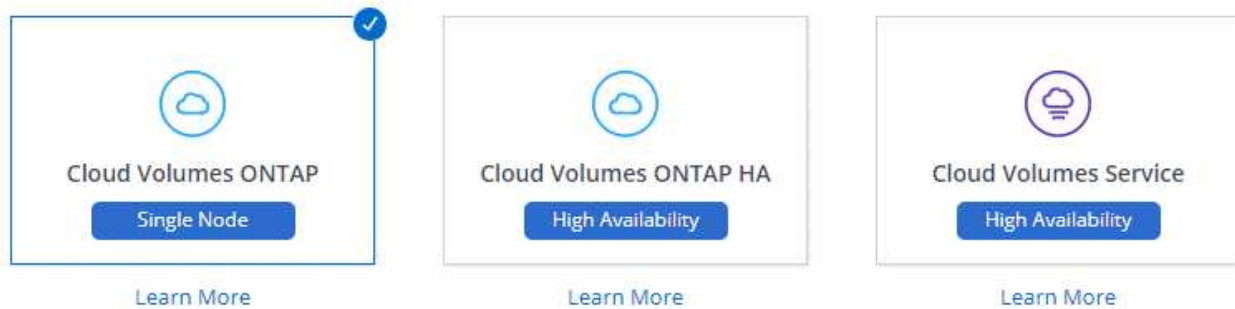 Cloud Volumes ONTAP
Single Node
Learn More
Cloud Volumes ONTAP HA
High Availability
Learn More
Cloud Volumes Service
High Availability
Learn More